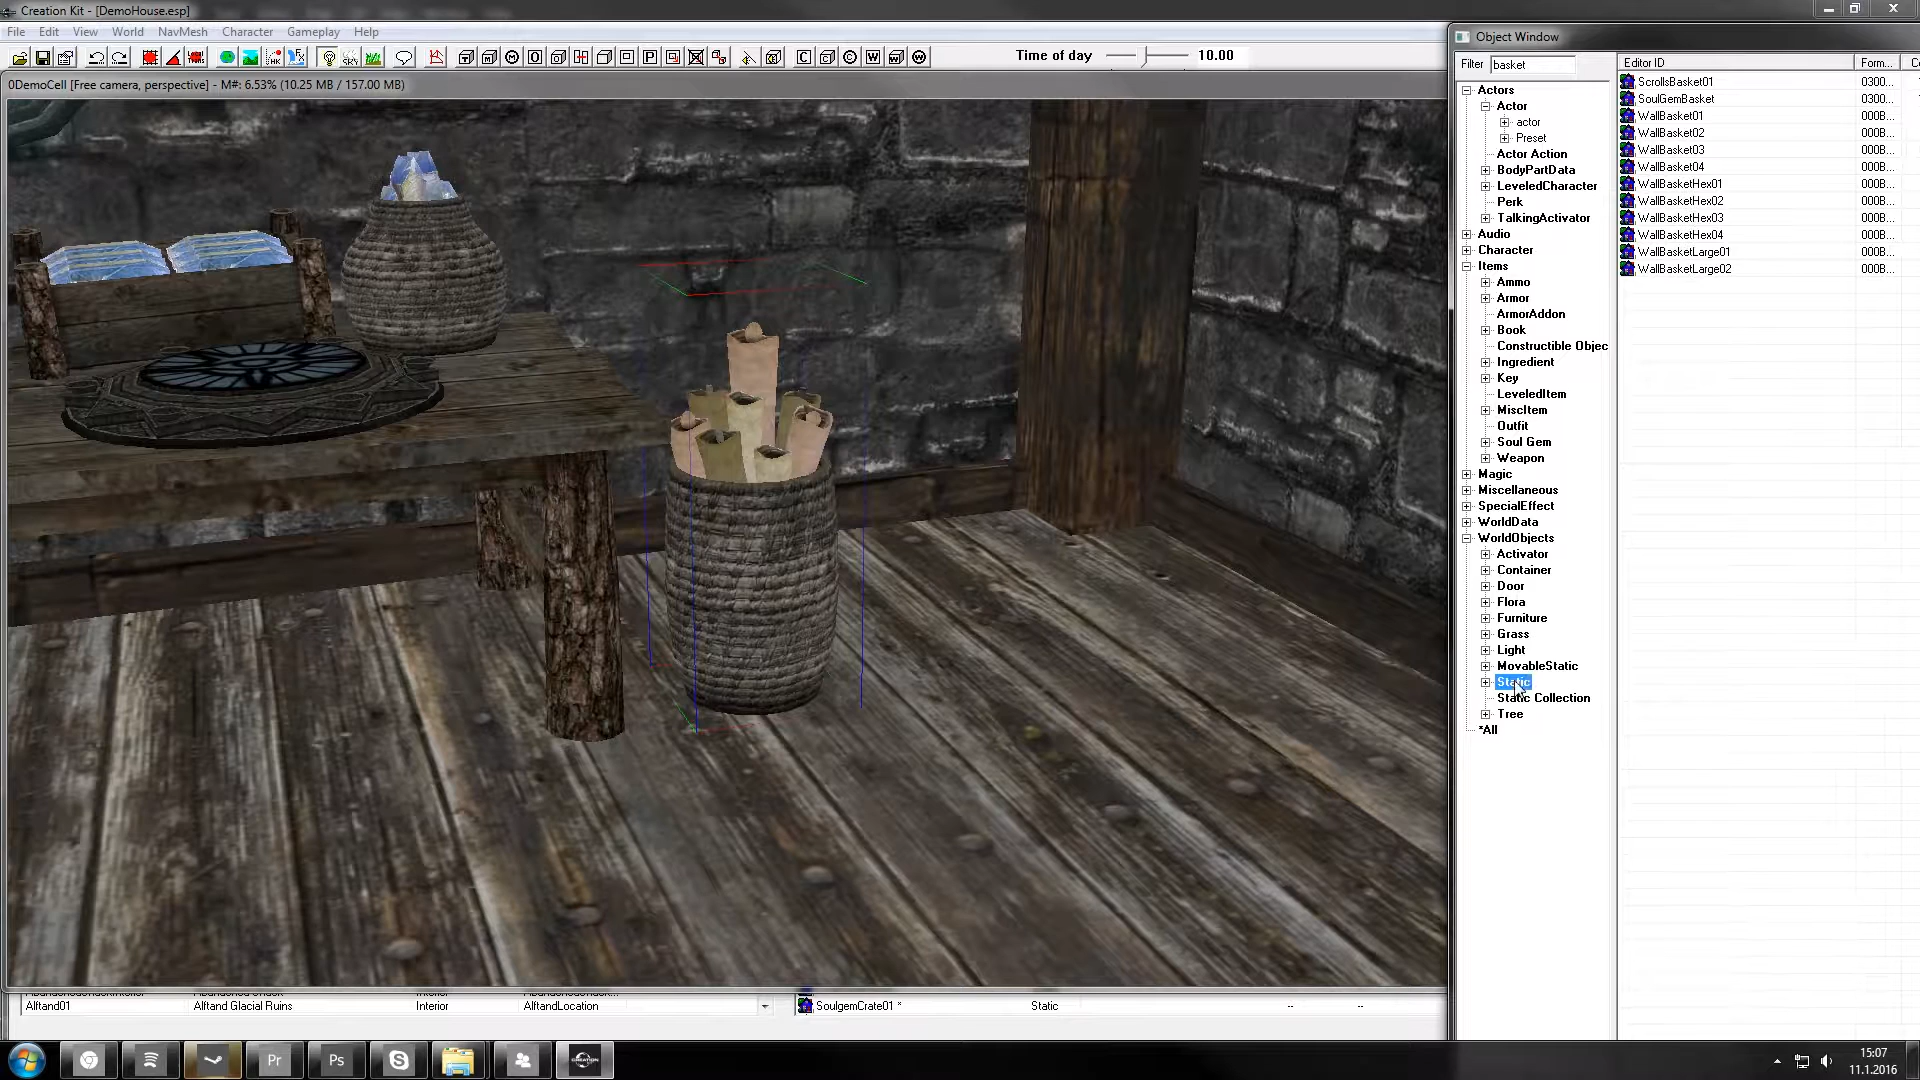 Creation Kit - [DemoHouse.esp]
File Edit View World NavMesh Character Gameplay Help
Time of day 10.00
0DemoCell [Free camera, perspective] - M#: 6.53% (10.25 MB / 157.00 MB)
Object Window
Filter basket
Actors
Actor
actor
Preset
Actor Action
BodyPartData
LeveledCharacter
Perk
TalkingActivator
Audio
Character
Items
Ammo
Armor
ArmorAddon
Book
Constructible Objec
Ingredient
Key
LeveledItem
MiscItem
Outfit
Soul Gem
Weapon
Magic
Miscellaneous
SpecialEffect
WorldData
WorldObjects
Activator
Container
Door
Flora
Furniture
Grass
Light
MovableStatic
Static
Static Collection
Tree
*All
Editor ID Form...
ScrollsBasket01 0300...
SoulGemBasket 0300...
WallBasket01 000B...
WallBasket02 000B...
WallBasket03 000B...
WallBasket04 000B...
WallBasketHex01 000B...
WallBasketHex02 000B...
WallBasketHex03 000B...
WallBasketHex04 000B...
WallBasketLarge01 000B...
WallBasketLarge02 000B...
Alftand01 Alftand Glacial Ruins Interior AlftandLocation
SoulgemCrate01 * Static -- --
Pr
Ps
15:07
11.1.2016